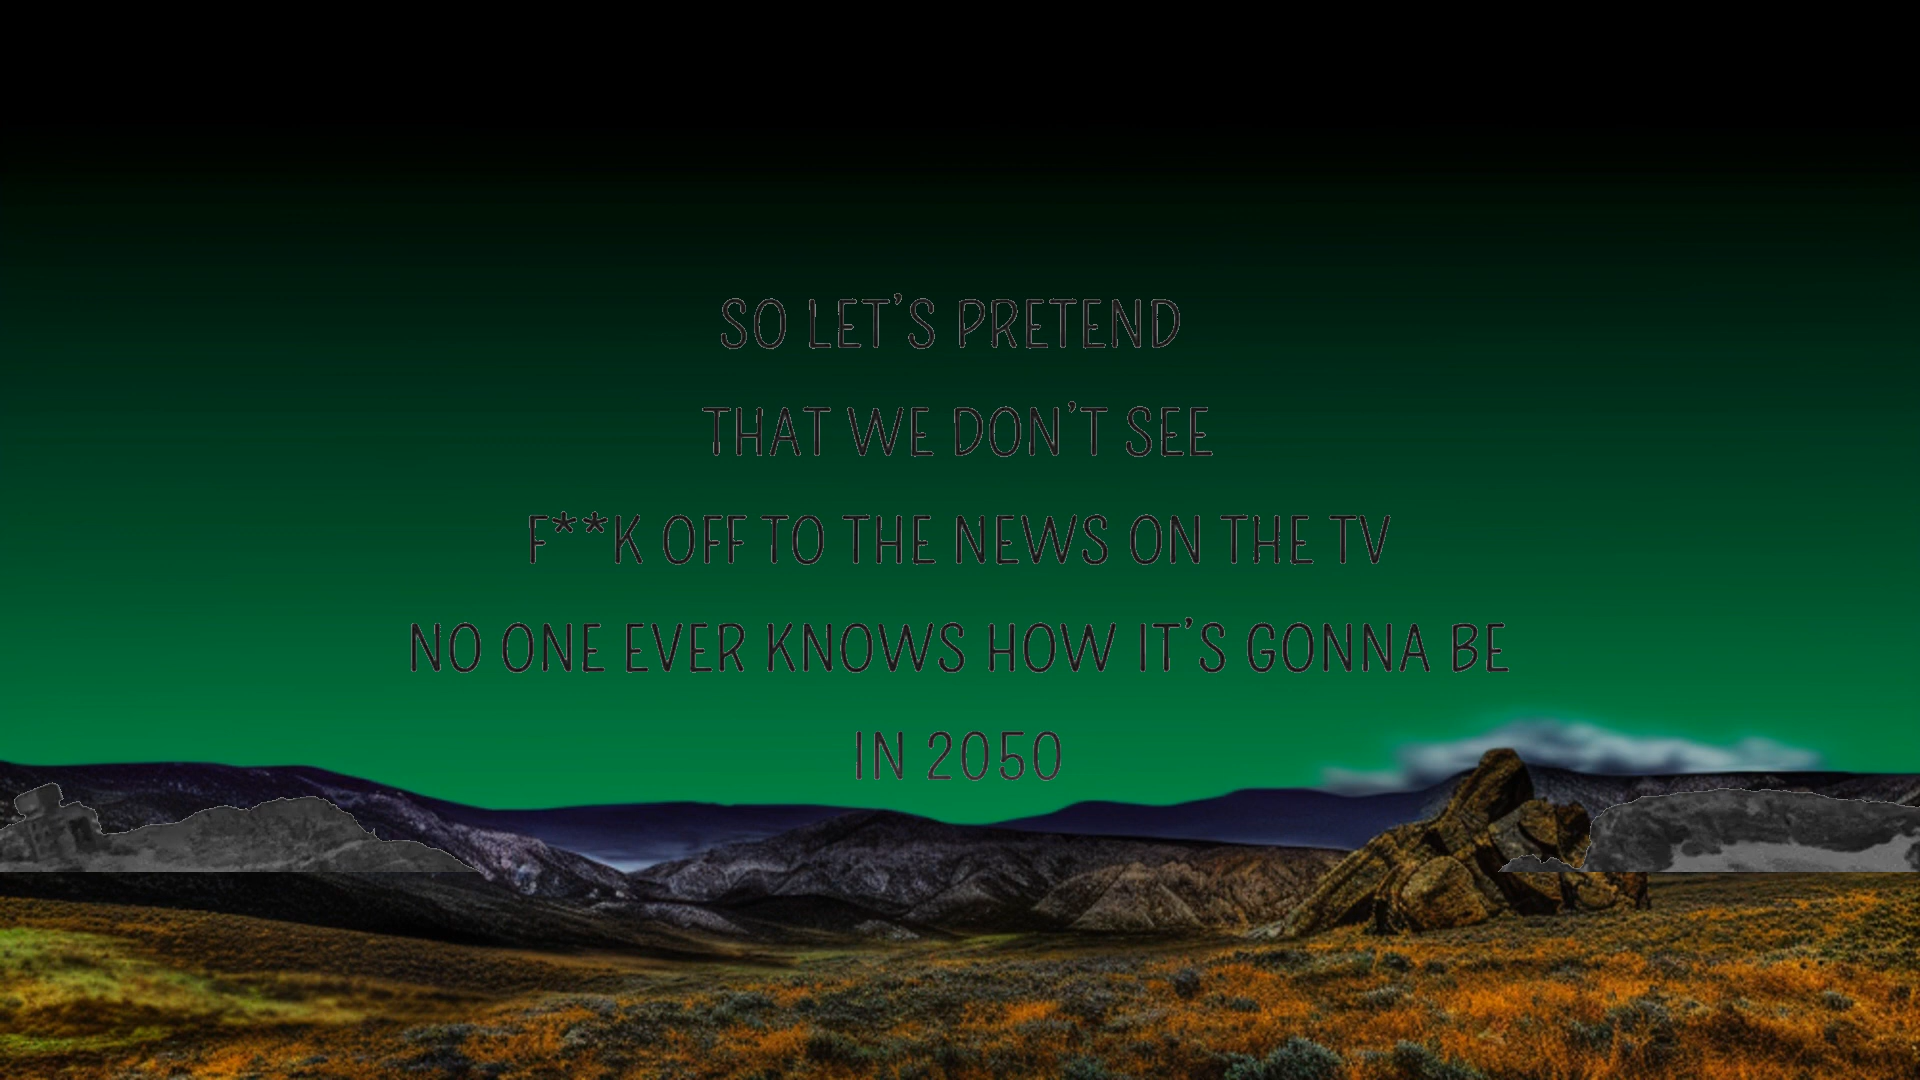 SO LET'S PRETEND
THAT WE DON'T SEE
F**K OFF TO THE NEWS ON THE TV
NO ONE EVER KNOWS HOW IT'S GONNA BE
IN 2050